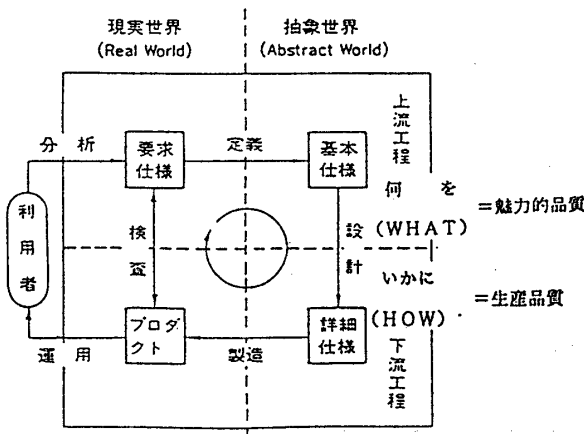 現実世界
(Real World)
抽象世界
(Abstract World)
上流工程
分析
要求
仕様
定義
基本
仕様
何を
(WHAT)
=魅力的品質
利用者
検査
設計
いかに
(HOW)
=生産品質
プロダ
クト
詳細
仕様
運用
製造
下流工程